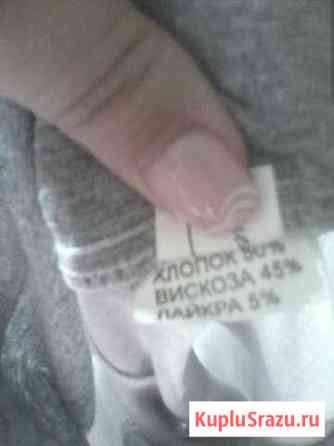 S
ХЛОПОК 50%
ВИСКОЗА 45%
ЛАЙКРА 5%
KupluSrazu.ru